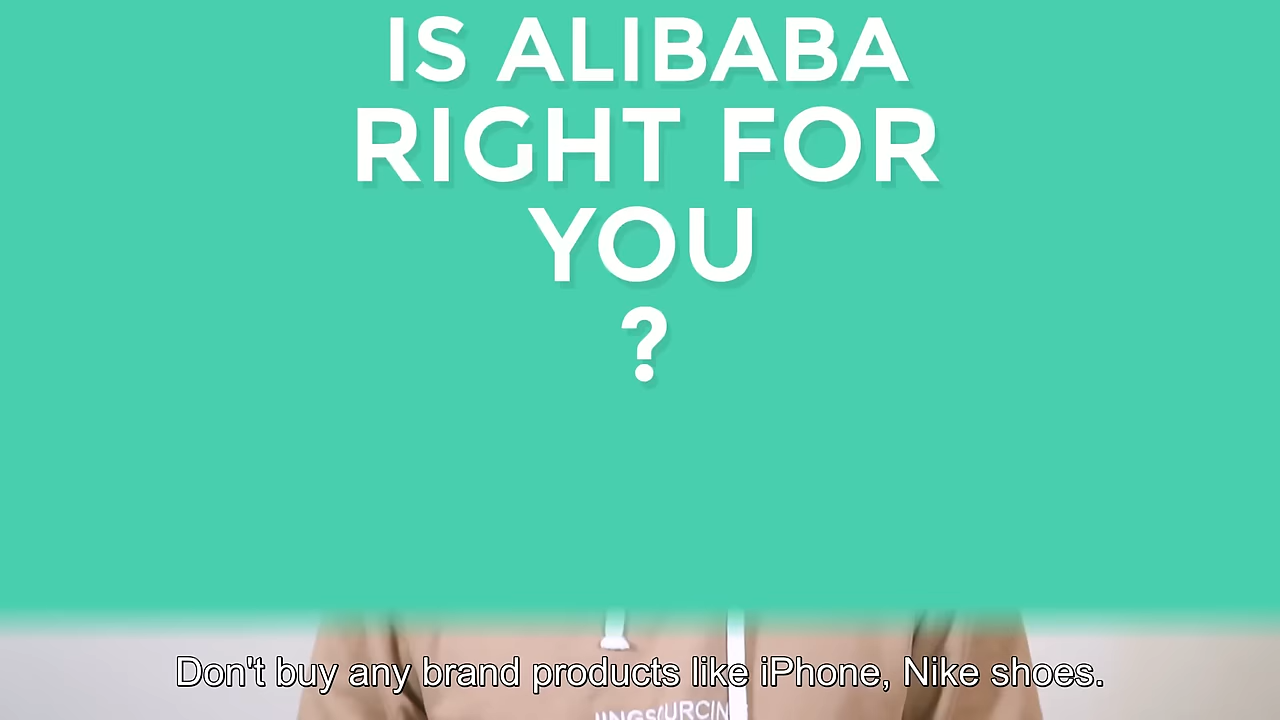 IS ALIBABA
RIGHT FOR
YOU
?
Don't buy any brand products like iPhone, Nike shoes.